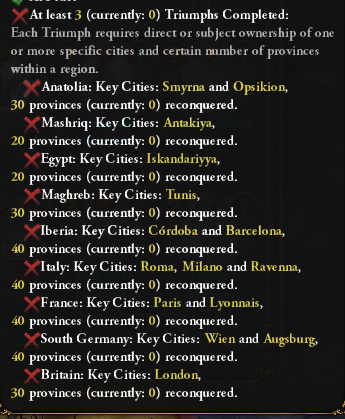 At least 3 (currently: 0) Triumphs Completed:
Each Triumph requires direct or subject ownership of one
or more specific cities and certain number of provinces
within a region.
Anatolia: Key Cities: Smyrna and Opsikion,
30 provinces (currently: 0) reconquered.
Mashriq: Key Cities: Antakiya,
20 provinces (currently: 0) reconquered.
Egypt: Key Cities: Iskandariyya,
20 provinces (currently: 0) reconquered.
Maghreb: Key Cities: Tunis,
30 provinces (currently: 0) reconquered.
Iberia: Key Cities: Córdoba and Barcelona,
40 provinces (currently: 0) reconquered.
Italy: Key Cities: Roma, Milano and Ravenna,
40 provinces (currently: 0) reconquered.
France: Key Cities: Paris and Lyonnais,
40 provinces (currently: 0) reconquered.
South Germany: Key Cities: Wien and Augsburg,
40 provinces (currently: 0) reconquered.
Britain: Key Cities: London,
30 provinces (currently: 0) reconquered.